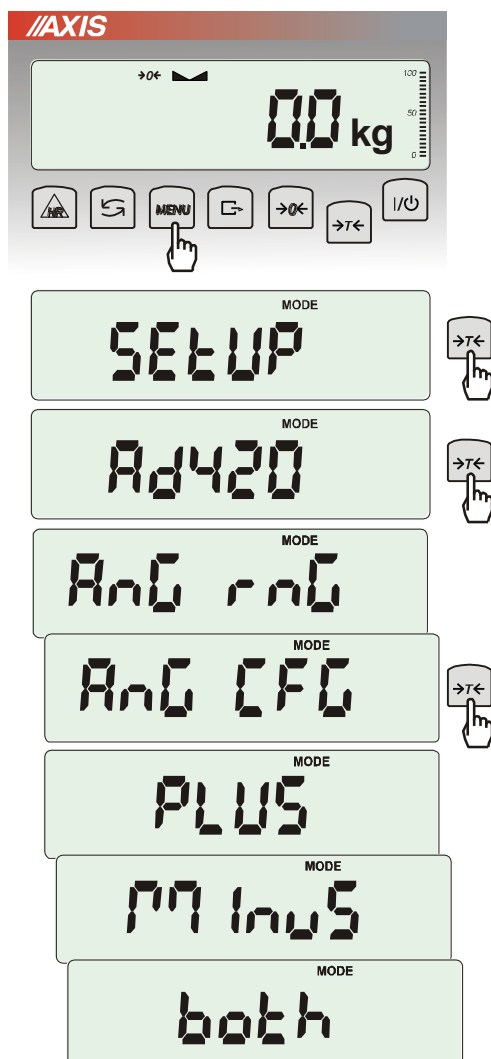 //AXIS
→0←
100
50
0
0.0 kg
HR
MENU
→0←
→T←
I/⏻
MODE
SEtUP
→T←
MODE
Ad420
→T←
MODE
AnG rnG
MODE
AnG CFG
→T←
MODE
PLUS
MODE
MInuS
MODE
both